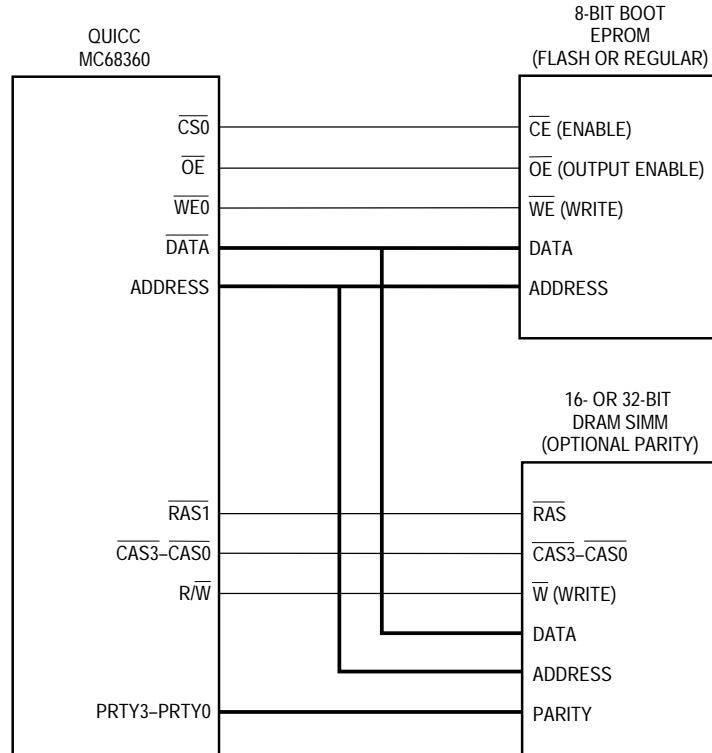 QUICC
MC68360
CS0
OE
WE0
DATA
ADDRESS
RAS1
CAS3–CAS0
R/W
PRTY3–PRTY0
8-BIT BOOT
EPROM
(FLASH OR REGULAR)
CE (ENABLE)
OE (OUTPUT ENABLE)
WE (WRITE)
DATA
ADDRESS
16- OR 32-BIT
DRAM SIMM
(OPTIONAL PARITY)
RAS
CAS3–CAS0
W (WRITE)
DATA
ADDRESS
PARITY